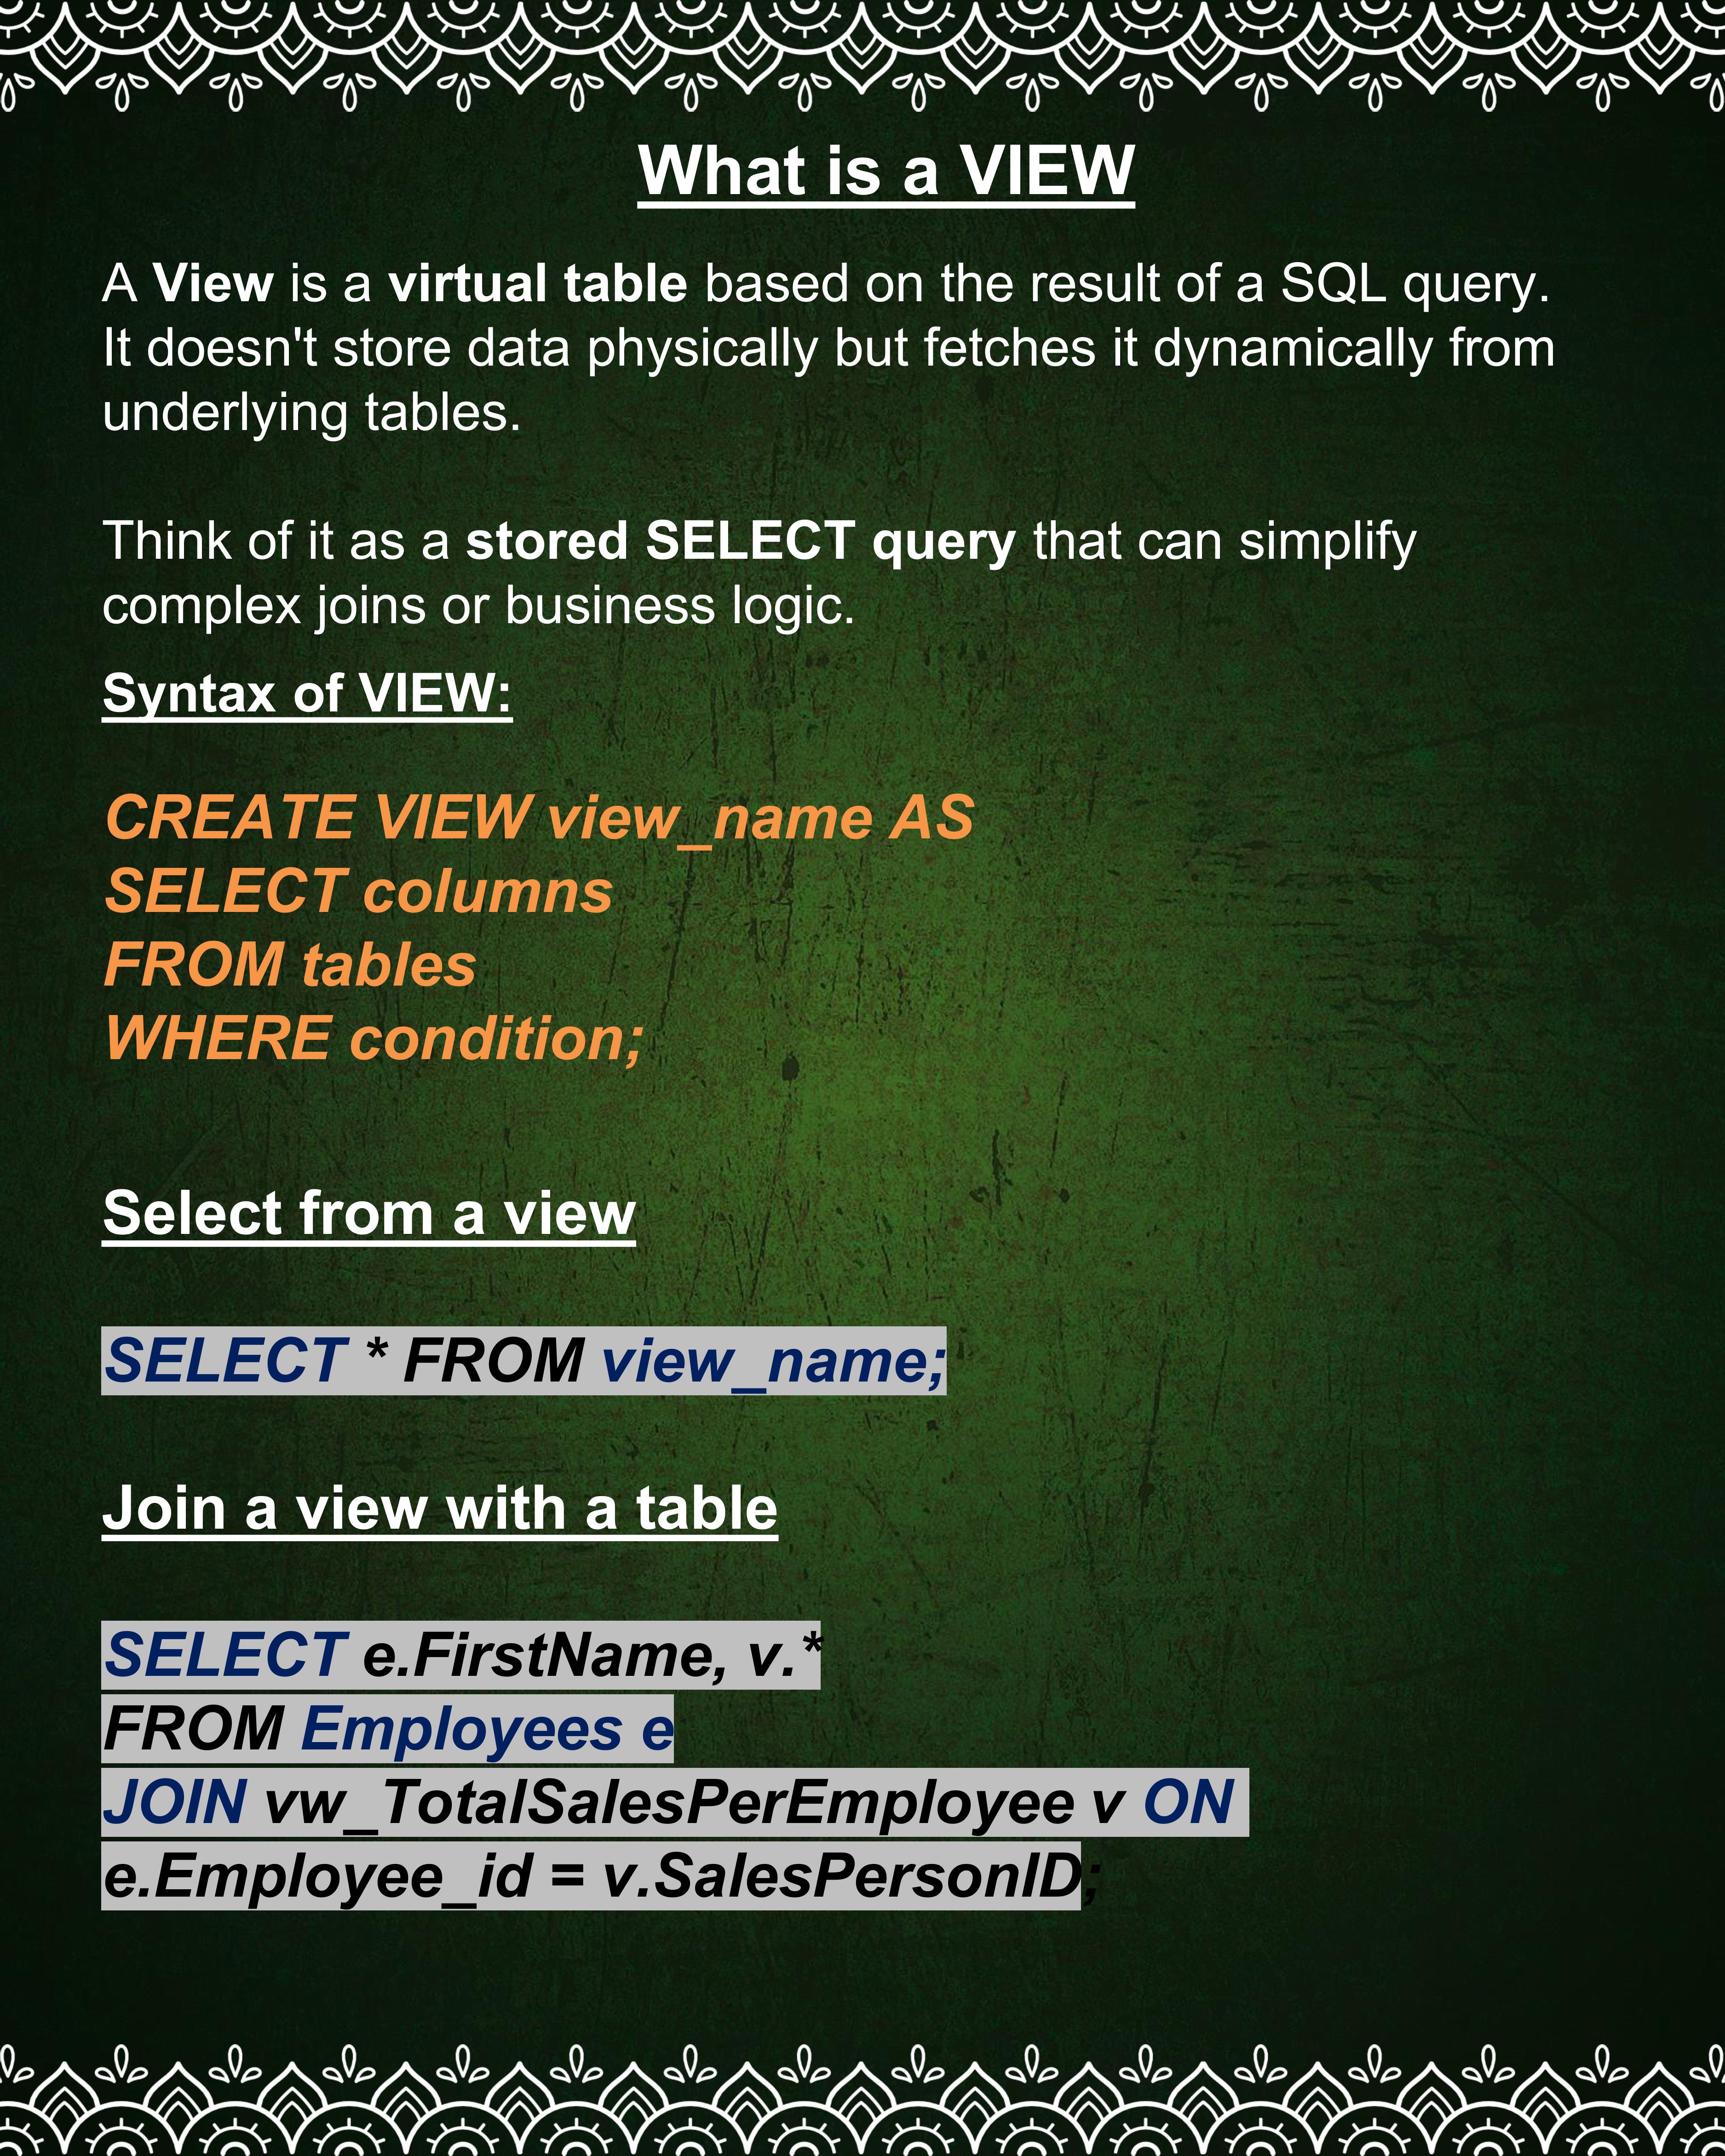 What is a VIEW
A View is a virtual table based on the result of a SQL query.
It doesn't store data physically but fetches it dynamically from
underlying tables.
Think of it as a stored SELECT query that can simplify
complex joins or business logic.
Syntax of VIEW:
CREATE VIEW view_name AS
SELECT columns
FROM tables
WHERE condition;
Select from a view
SELECT * FROM view_name;
Join a view with a table
SELECT e.FirstName, v.*
FROM Employees e
JOIN vw_TotalSalesPerEmployee v ON
e.Employee_id = v.SalesPersonID;